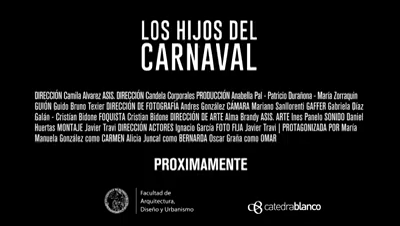 LOS HIJOS DEL
CARNAVAL
DIRECCIÓN Camila Alvarez ASIS. DIRECCIÓN Candela Corporales PRODUCCIÓN Anabella Pal - Patricio Durañona - María Zorraquin
GUIÓN Guido Bruno Texier DIRECCIÓN DE FOTOGRAFÍA Andres González CÁMARA Mariano Sanllorenti GAFFER Gabriela Díaz
Galán - Cristian Bidone FOQUISTA Cristian Bidone DIRECCIÓN DE ARTE Alma Brandy ASIS. ARTE Ines Panelo SONIDO Daniel
Huertas MONTAJE Javier Travi DIRECCIÓN ACTORES Ignacio García FOTO FIJA Javier Travi | PROTAGONIZADA POR María
Manuela González como CARMEN Alicia Juncal como BERNARDA Oscar Graña como OMAR
PROXIMAMENTE
Facultad de
Arquitectura,
Diseño y Urbanismo
catedrablanco